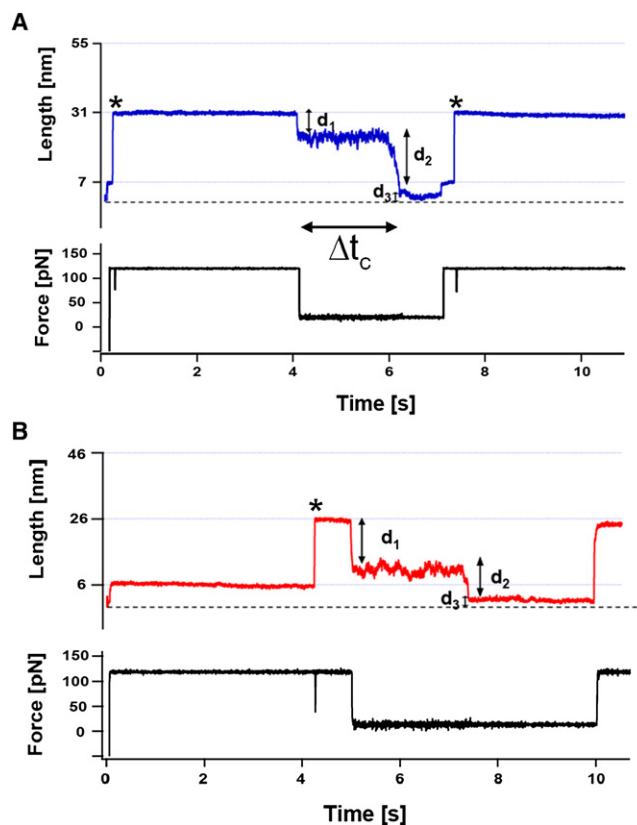 A
Length [nm]
55
31
7
*
*
d1
d2
d3
Δtc
Force [pN]
150
100
50
0
0
2
4
6
8
10
Time [s]
B
Length [nm]
46
26
6
*
d1
d2
d3
Force [pN]
150
100
50
0
0
2
4
6
8
10
Time [s]